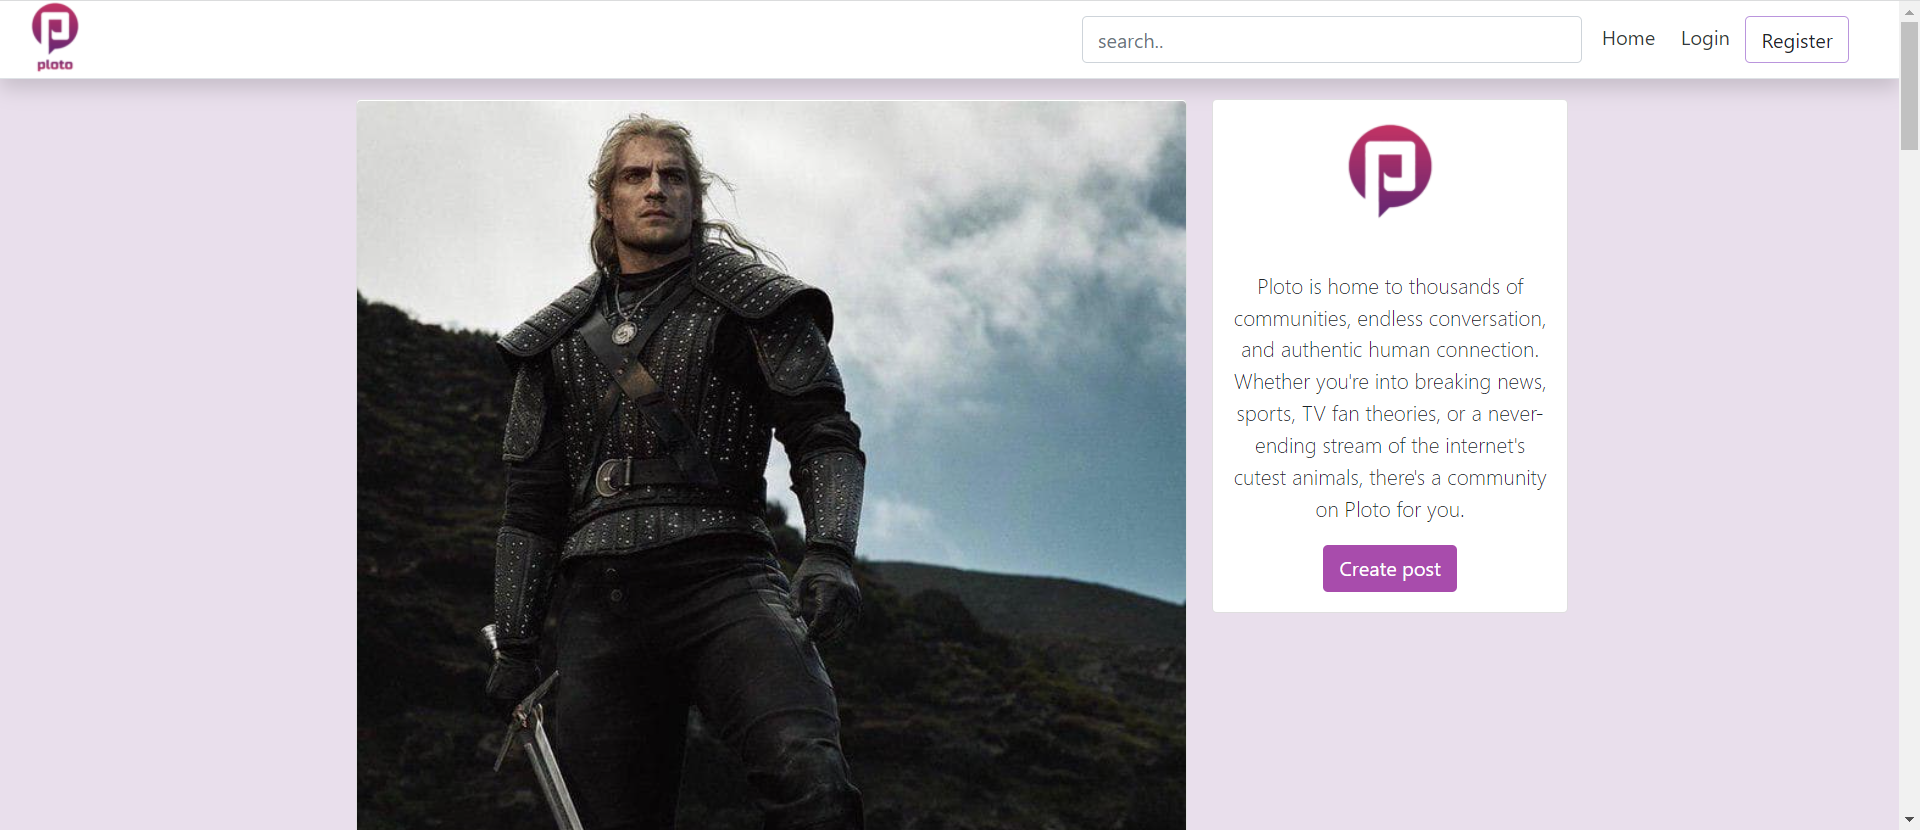 ploto
search..
Home
Login
Register
Ploto is home to thousands of
communities, endless conversation,
and authentic human connection.
Whether you're into breaking news,
sports, TV fan theories, or a never-
ending stream of the internet's
cutest animals, there's a community
on Ploto for you.
Create post